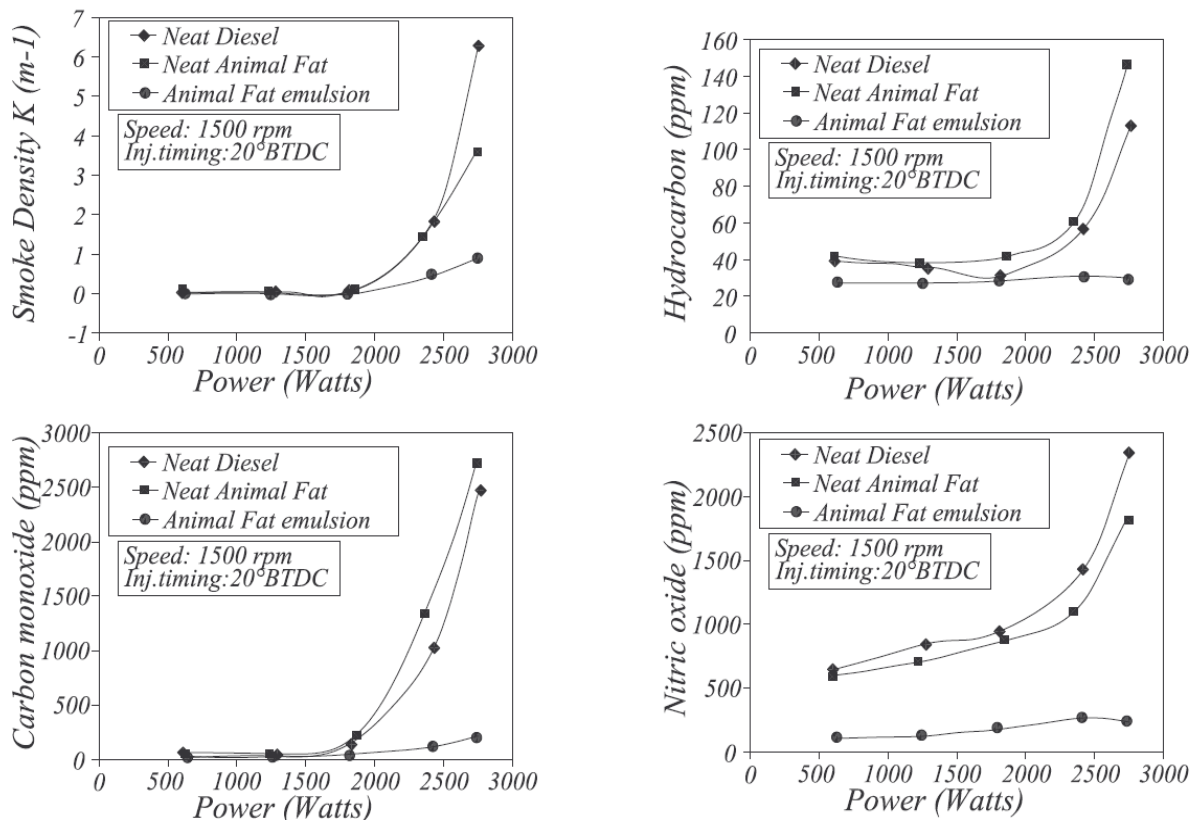 Smoke Density K (m-1)
7
6
5
4
3
2
1
0
-1
Neat Diesel
Neat Animal Fat
Animal Fat emulsion
Speed: 1500 rpm
Inj.timing:20°BTDC
0 500 1000 1500 2000 2500 3000
Power (Watts)
Hydrocarbon (ppm)
160
140
120
100
80
60
40
20
0
Neat Diesel
Neat Animal Fat
Animal Fat emulsion
Speed: 1500 rpm
Inj.timing:20°BTDC
0 500 1000 1500 2000 2500 3000
Power (Watts)
Carbon monoxide (ppm)
3000
2500
2000
1500
1000
500
0
Neat Diesel
Neat Animal Fat
Animal Fat emulsion
Speed: 1500 rpm
Inj.timing:20°BTDC
0 500 1000 1500 2000 2500 3000
Power (Watts)
Nitric oxide (ppm)
2500
2000
1500
1000
500
0
Neat Diesel
Neat Animal Fat
Animal Fat emulsion
Speed: 1500 rpm
Inj.timing:20°BTDC
0 500 1000 1500 2000 2500 3000
Power (Watts)